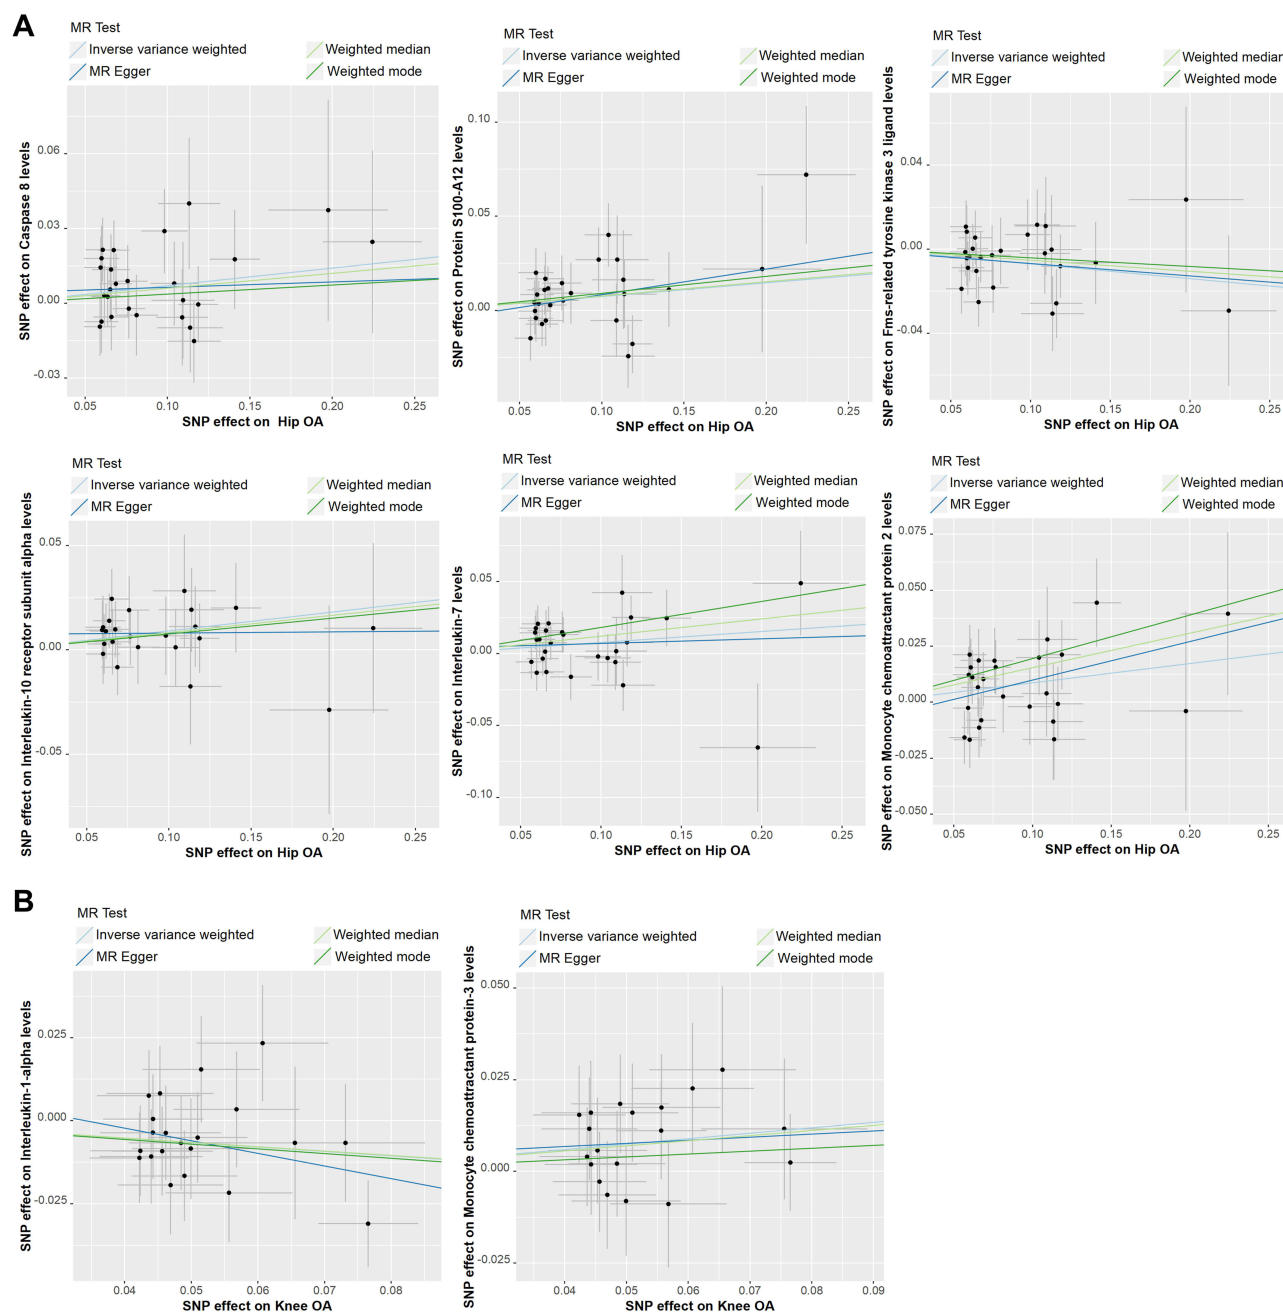 A
MR Test
Inverse variance weighted
Weighted median
MR Egger
Weighted mode
SNP effect on Caspase 8 levels
0.06
0.03
0.00
-0.03
0.05 0.10 0.15 0.20 0.25
SNP effect on Hip OA
MR Test
Inverse variance weighted
Weighted median
MR Egger
Weighted mode
SNP effect on Protein S100-A12 levels
0.10
0.05
0.00
0.05 0.10 0.15 0.20 0.25
SNP effect on Hip OA
MR Test
Inverse variance weighted
Weighted median
MR Egger
Weighted mode
SNP effect on Fms-related tyrosine kinase 3 ligand levels
0.04
0.00
-0.04
0.05 0.10 0.15 0.20 0.25
SNP effect on Hip OA
MR Test
Inverse variance weighted
Weighted median
MR Egger
Weighted mode
SNP effect on Interleukin-10 receptor subunit alpha levels
0.05
0.00
-0.05
0.05 0.10 0.15 0.20 0.25
SNP effect on Hip OA
MR Test
Inverse variance weighted
Weighted median
MR Egger
Weighted mode
SNP effect on Interleukin-7 levels
0.05
0.00
-0.05
-0.10
0.05 0.10 0.15 0.20 0.25
SNP effect on Hip OA
MR Test
Inverse variance weighted
Weighted median
MR Egger
Weighted mode
SNP effect on Monocyte chemoattractant protein 2 levels
0.075
0.050
0.025
0.000
-0.025
-0.050
0.05 0.10 0.15 0.20 0.25
SNP effect on Hip OA
B
MR Test
Inverse variance weighted
Weighted median
MR Egger
Weighted mode
SNP effect on Interleukin-1-alpha levels
0.025
0.000
-0.025
0.04 0.05 0.06 0.07 0.08
SNP effect on Knee OA
MR Test
Inverse variance weighted
Weighted median
MR Egger
Weighted mode
SNP effect on Monocyte chemoattractant protein-3 levels
0.050
0.025
0.000
-0.025
0.04 0.05 0.06 0.07 0.08 0.09
SNP effect on Knee OA